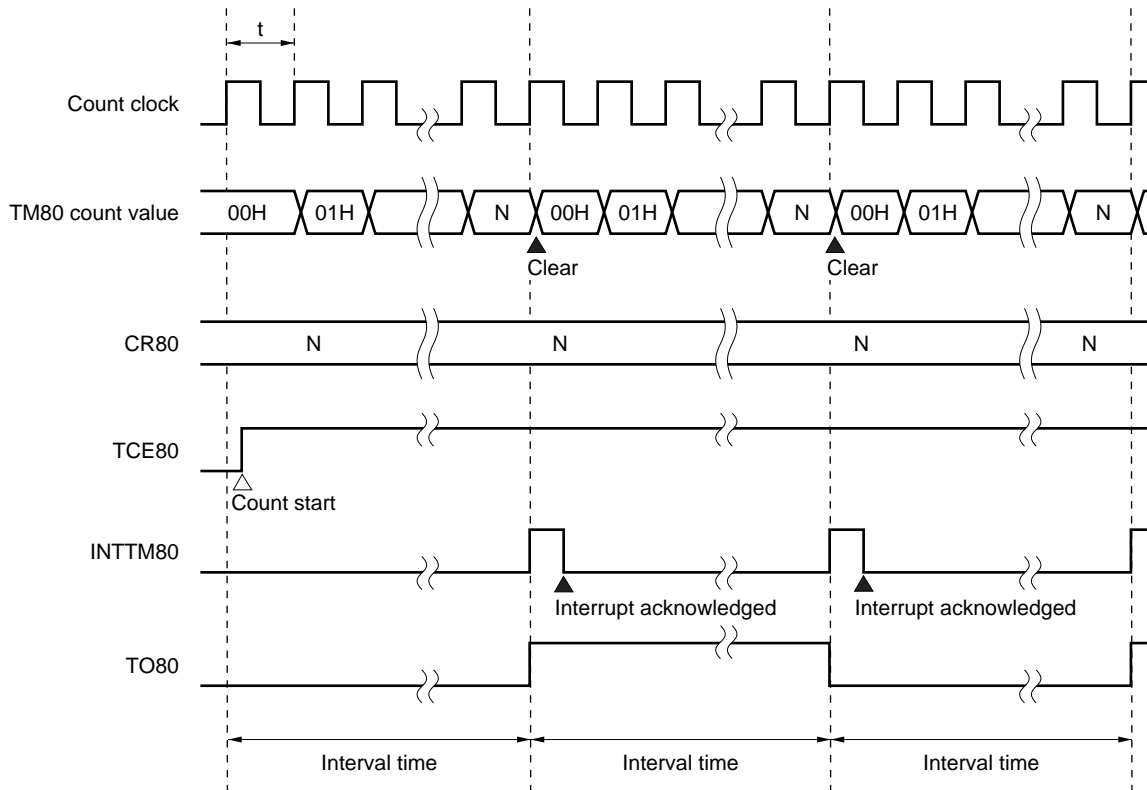 t
Count clock
TM80 count value
00H 01H N 00H 01H N 00H 01H N
Clear Clear
CR80
N N N N
TCE80
Count start
INTTM80
Interrupt acknowledged Interrupt acknowledged
TO80
Interval time Interval time Interval time